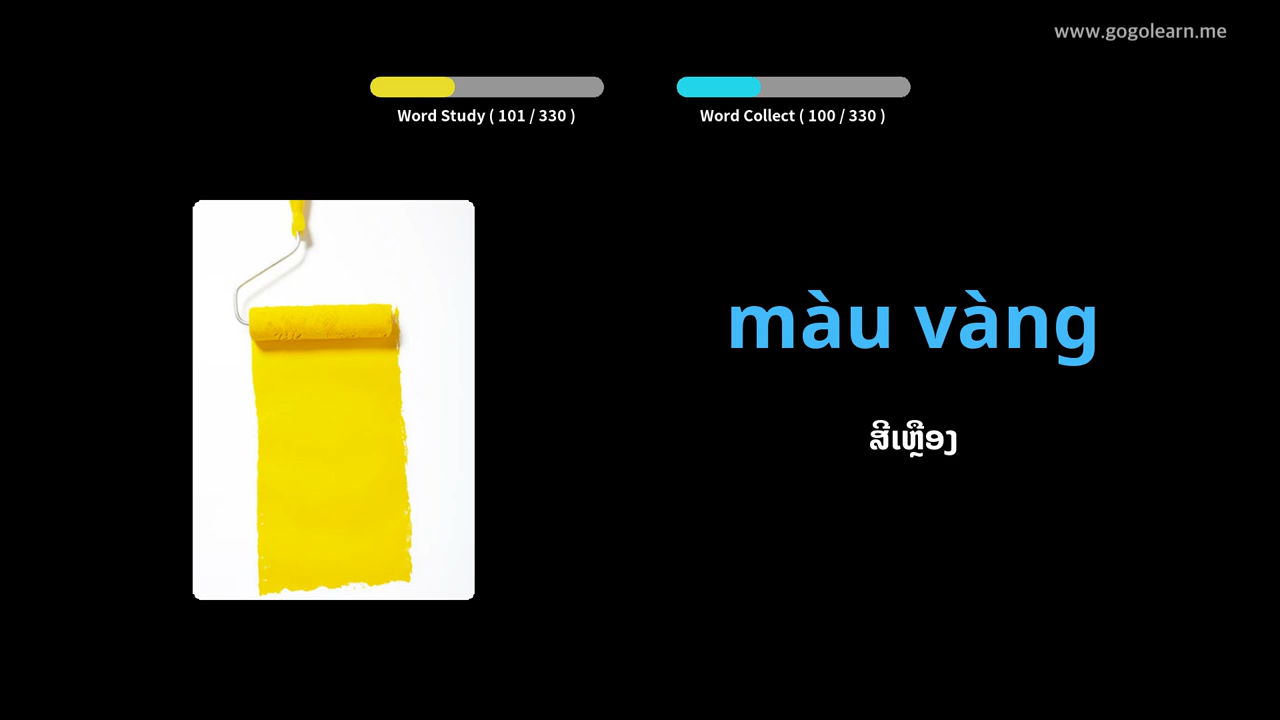 www.gogolearn.me
Word Study ( 101 / 330 )
Word Collect ( 100 / 330 )
màu vàng
ສີເຫຼືອງ